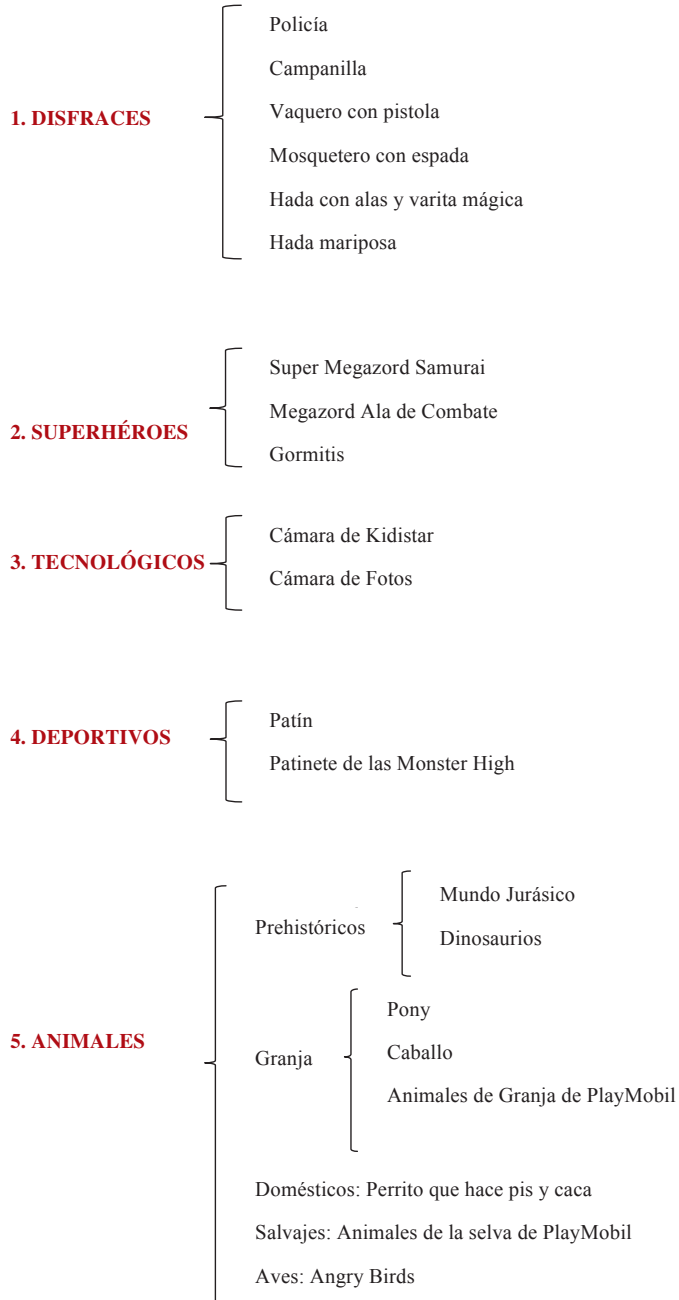 1. DISFRACES
Policía
Campanilla
Vaquero con pistola
Mosquetero con espada
Hada con alas y varita mágica
Hada mariposa
2. SUPERHÉROES
Super Megazord Samurai
Megazord Ala de Combate
Gormitis
3. TECNOLÓGICOS
Cámara de Kidistar
Cámara de Fotos
4. DEPORTIVOS
Patín
Patinete de las Monster High
5. ANIMALES
Prehistóricos
Mundo Jurásico
Dinosaurios
Granja
Pony
Caballo
Animales de Granja de PlayMobil
Domésticos: Perrito que hace pis y caca
Salvajes: Animales de la selva de PlayMobil
Aves: Angry Birds